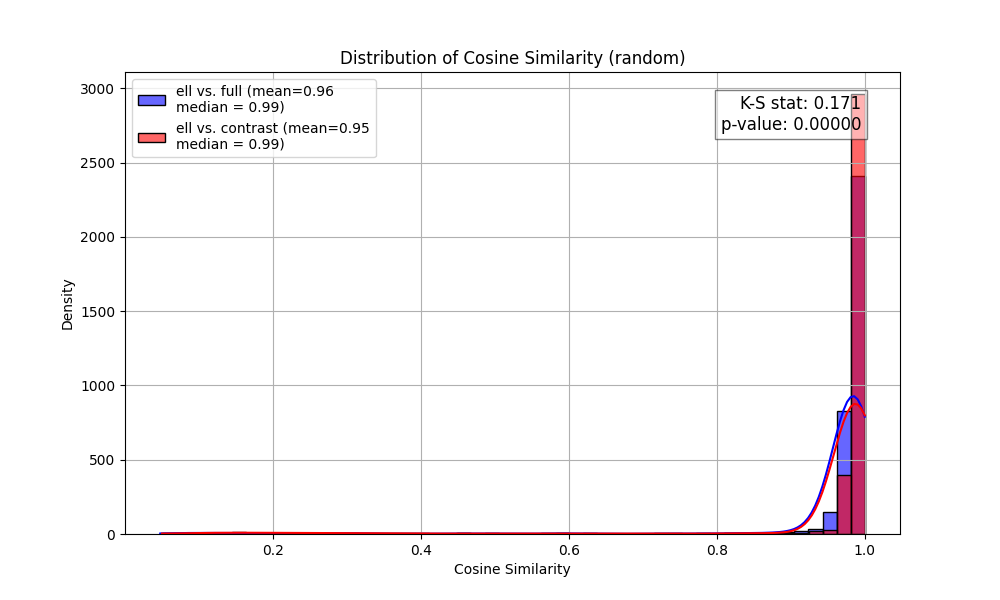 Distribution of Cosine Similarity (random)
ell vs. full (mean=0.96
median = 0.99)
ell vs. contrast (mean=0.95
median = 0.99)
K-S stat: 0.171
p-value: 0.00000
3000
2500
2000
1500
1000
500
0
Density
0.2
0.4
0.6
0.8
1.0
Cosine Similarity